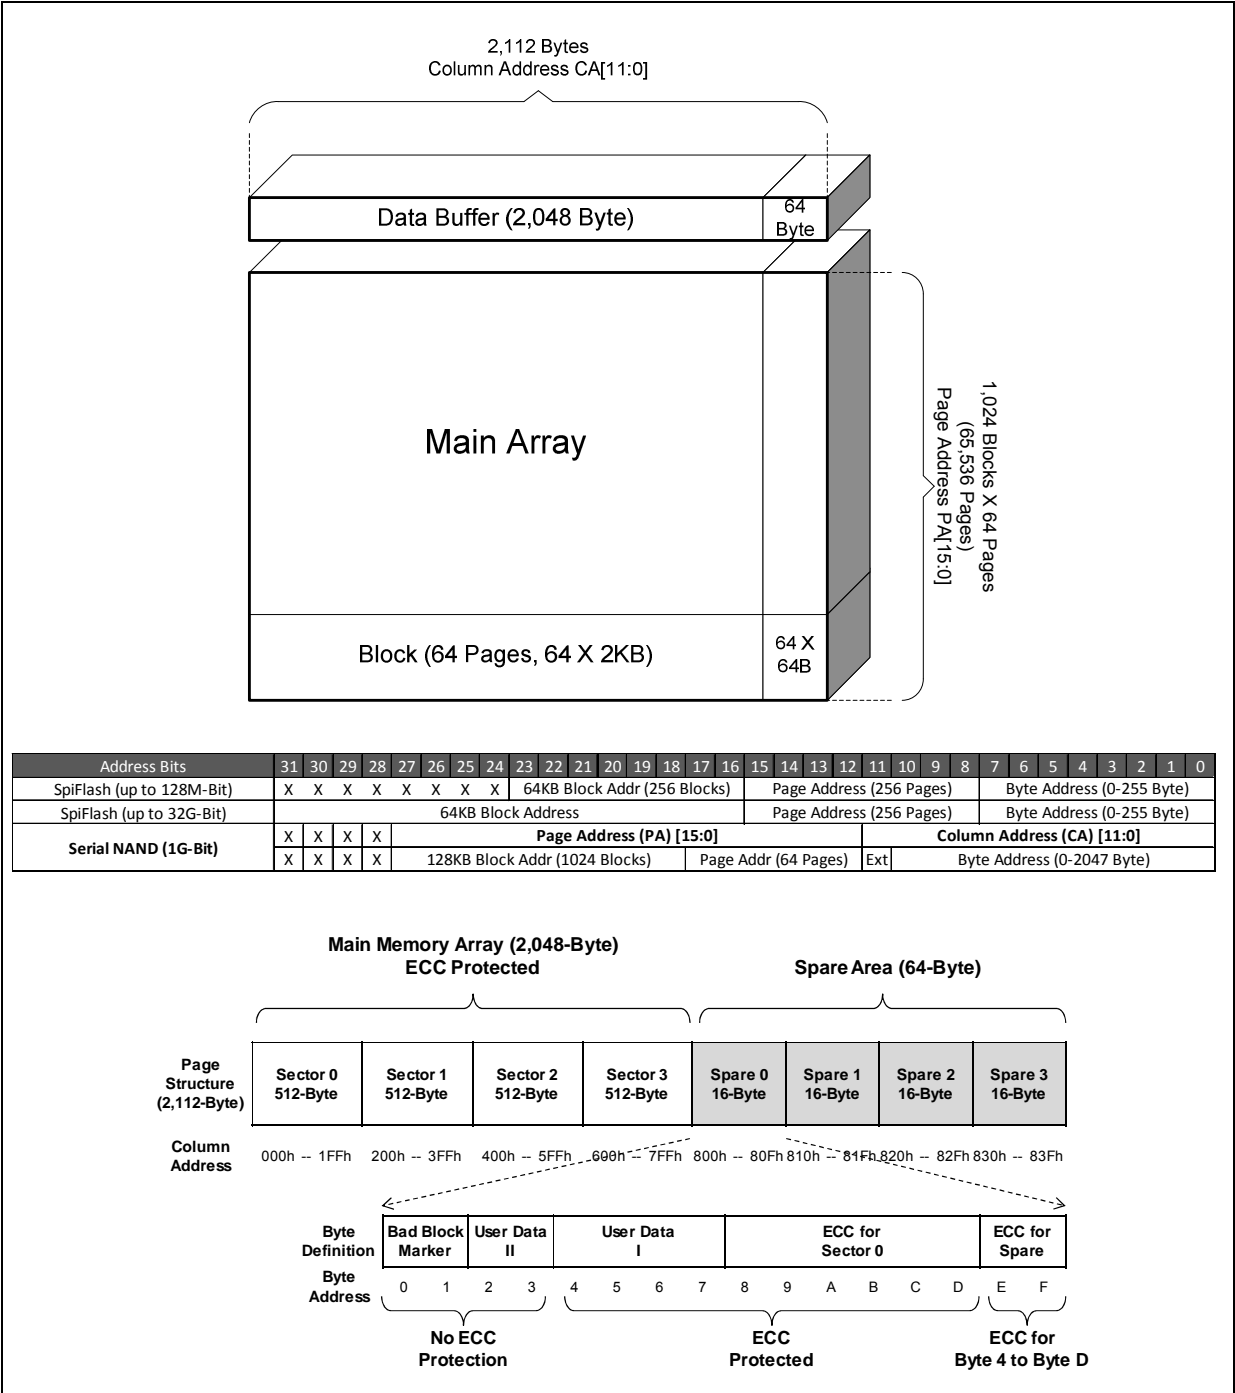 2,112 Bytes
Column Address CA[11:0]
Data Buffer (2,048 Byte)
64
Byte
Main Array
1,024 Blocks X 64 Pages
(65,536 Pages)
Page Address PA[15:0]
Block (64 Pages, 64 X 2KB)
64 X
64B
Address Bits 31 30 29 28 27 26 25 24 23 22 21 20 19 18 17 16 15 14 13 12 11 10 9 8 7 6 5 4 3 2 1 0
SpiFlash (up to 128M-Bit) X X X X X X X X 64KB Block Addr (256 Blocks) Page Address (256 Pages) Byte Address (0-255 Byte)
SpiFlash (up to 32G-Bit) 64KB Block Address Page Address (256 Pages) Byte Address (0-255 Byte)
Serial NAND (1G-Bit) X X X X Page Address (PA) [15:0] Column Address (CA) [11:0]
X X X X 128KB Block Addr (1024 Blocks) Page Addr (64 Pages) Ext Byte Address (0-2047 Byte)
Main Memory Array (2,048-Byte)
ECC Protected
Spare Area (64-Byte)
Page
Structure
(2,112-Byte)
Sector 0
512-Byte
Sector 1
512-Byte
Sector 2
512-Byte
Sector 3
512-Byte
Spare 0
16-Byte
Spare 1
16-Byte
Spare 2
16-Byte
Spare 3
16-Byte
Column
Address
000h -- 1FFh 200h -- 3FFh 400h -- 5FFh 600h -- 7FFh 800h -- 80Fh 810h -- 81Fh 820h -- 82Fh 830h -- 83Fh
Byte
Definition
Bad Block
Marker
User Data
II
User Data
I
ECC for
Sector 0
ECC for
Spare
Byte
Address
0 1 2 3 4 5 6 7 8 9 A B C D E F
No ECC
Protection
ECC
Protected
ECC for
Byte 4 to Byte D